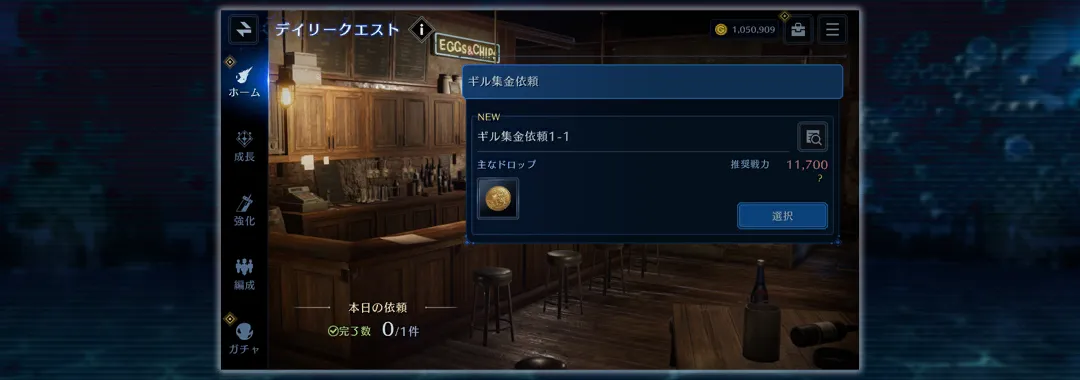 デイリークエスト
i
EGGS&CHIPS
G 1,050,909
ホーム
成長
強化
編成
ガチャ
ギル集金依頼
NEW
ギル集金依頼1-1
主なドロップ
推奨戦力 11,700
?
選択
本日の依頼
完了数 0/1件